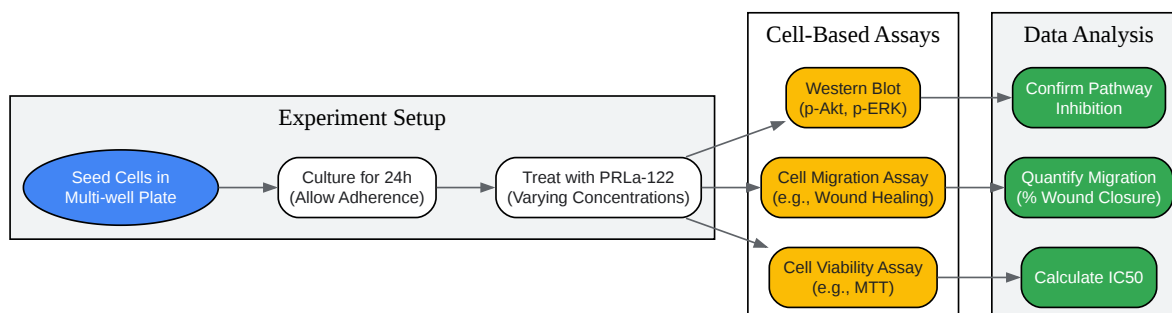 Experiment Setup
Seed Cells in
Multi-well Plate
Culture for 24h
(Allow Adherence)
Treat with PRLa-122
(Varying Concentrations)
Cell-Based Assays
Western Blot
(p-Akt, p-ERK)
Cell Migration Assay
(e.g., Wound Healing)
Cell Viability Assay
(e.g., MTT)
Data Analysis
Confirm Pathway
Inhibition
Quantify Migration
(% Wound Closure)
Calculate IC50